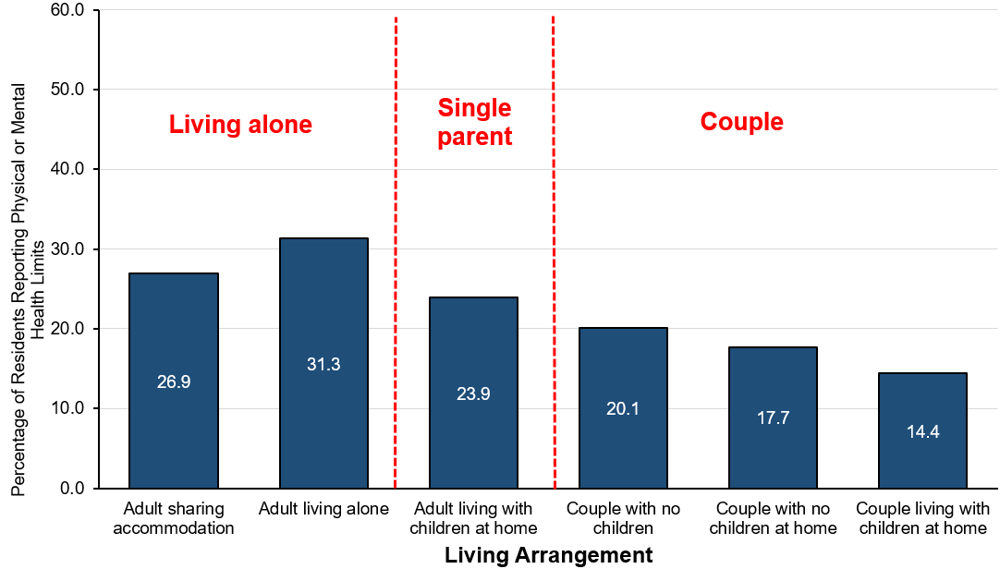 Percentage of Residents Reporting Physical or Mental
Health Limits
60.0
50.0
40.0
30.0
20.0
10.0
0.0
Living alone
Single
parent
Couple
26.9
31.3
23.9
20.1
17.7
14.4
Adult sharing
accommodation
Adult living alone
Adult living with
children at home
Couple with no
children
Couple with no
children at home
Couple living with
children at home
Living Arrangement